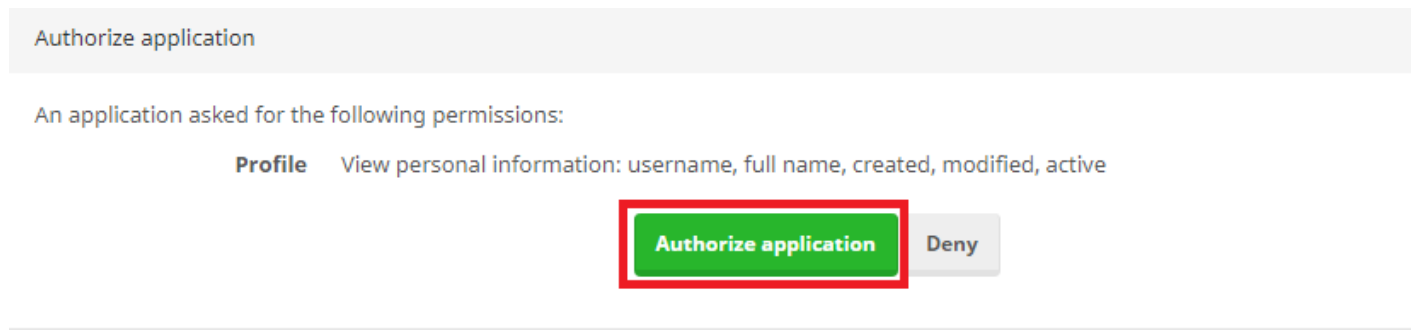 Authorize application
An application asked for the following permissions:
Profile View personal information: username, full name, created, modified, active
Authorize application Deny